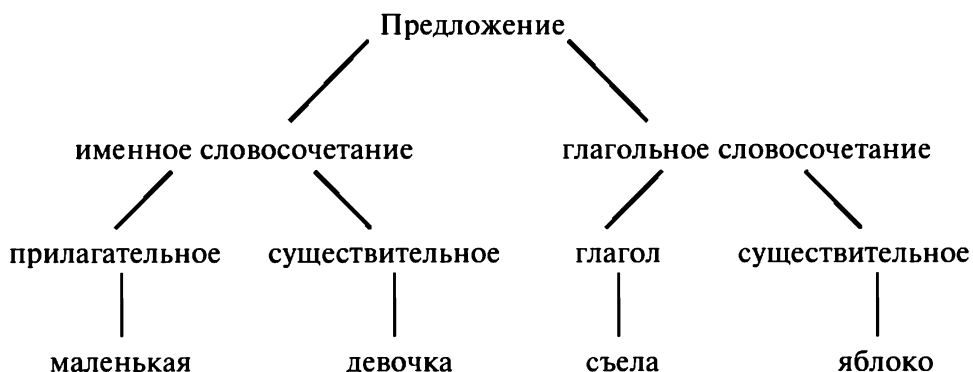 Предложение
именное словосочетание глагольное словосочетание
прилагательное существительное глагол существительное
маленькая девочка съела яблоко